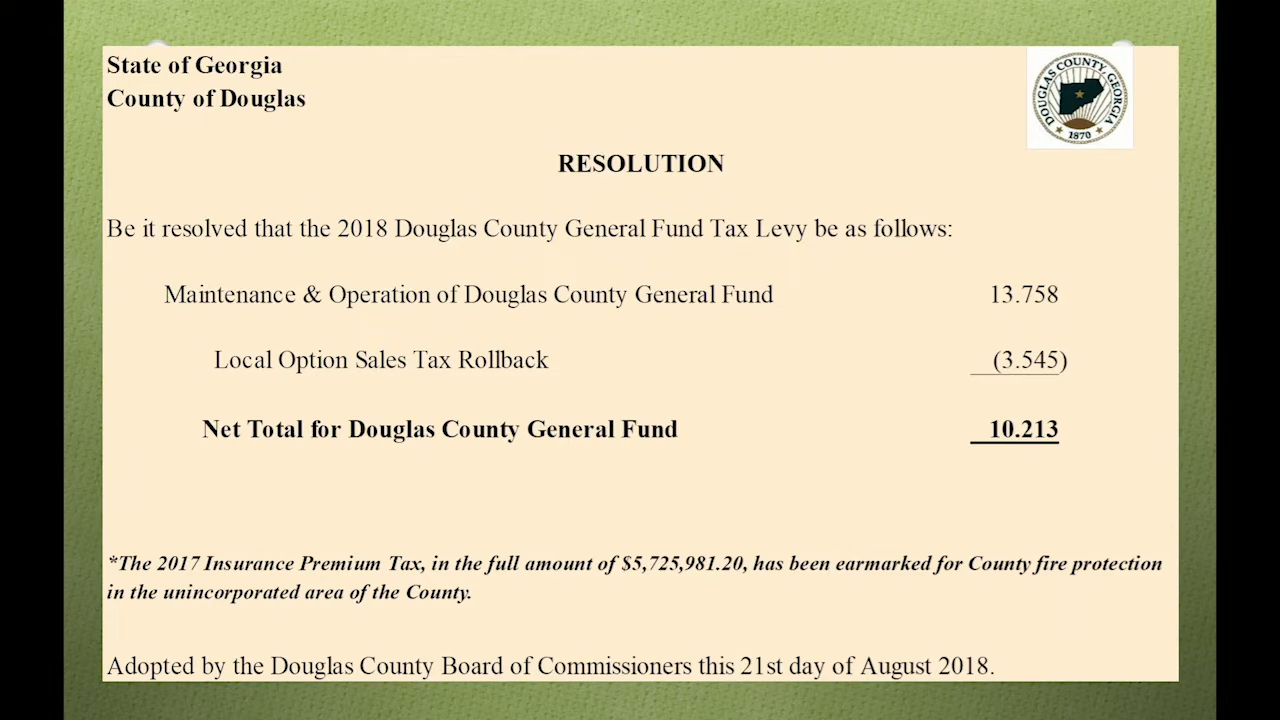 State of Georgia
County of Douglas
DOUGLAS COUNTY, GEORGIA
1870
RESOLUTION
Be it resolved that the 2018 Douglas County General Fund Tax Levy be as follows:
Maintenance & Operation of Douglas County General Fund 13.758
Local Option Sales Tax Rollback (3.545)
Net Total for Douglas County General Fund 10.213
*The 2017 Insurance Premium Tax, in the full amount of $5,725,981.20, has been earmarked for County fire protection
in the unincorporated area of the County.
Adopted by the Douglas County Board of Commissioners this 21st day of August 2018.